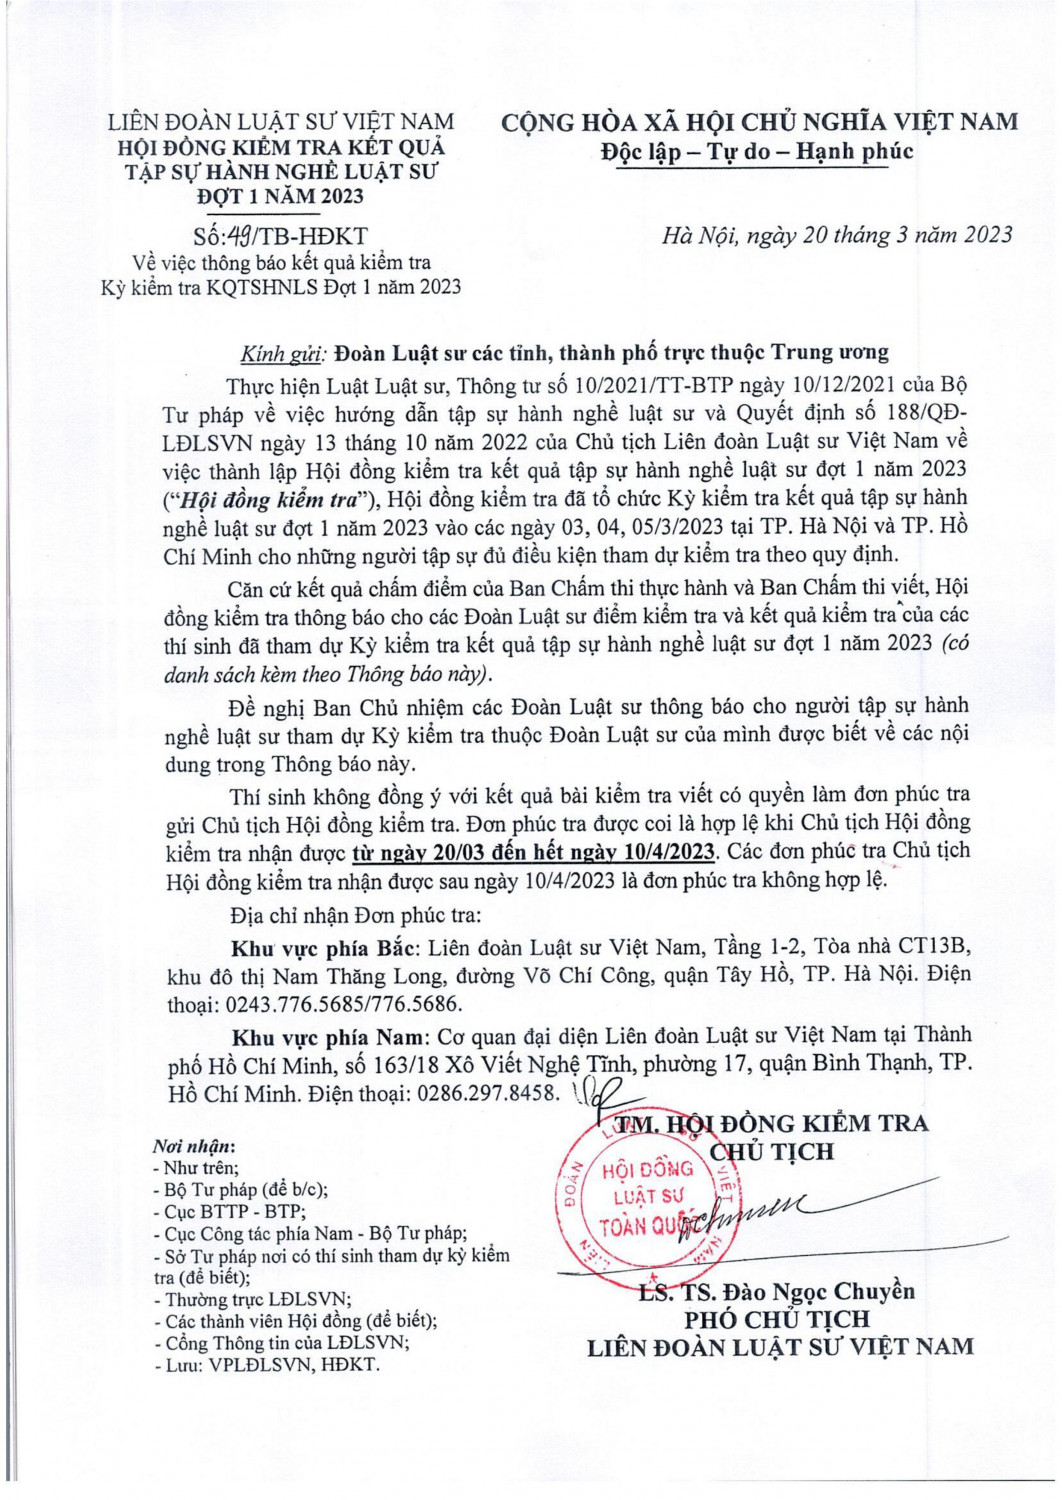 LIÊN ĐOÀN LUẬT SƯ VIỆT NAM
HỘI ĐỒNG KIỂM TRA KẾT QUẢ
TẬP SỰ HÀNH NGHỀ LUẬT SƯ
ĐỢT 1 NĂM 2023
Số:49/TB-HĐKT
Về việc thông báo kết quả kiểm tra
Kỳ kiểm tra KQTSHNLS Đợt 1 năm 2023
CỘNG HÒA XÃ HỘI CHỦ NGHĨA VIỆT NAM
Độc lập – Tự do – Hạnh phúc
Hà Nội, ngày 20 tháng 3 năm 2023
Kính gửi: Đoàn Luật sư các tỉnh, thành phố trực thuộc Trung ương
Thực hiện Luật Luật sư, Thông tư số 10/2021/TT-BTP ngày 10/12/2021 của Bộ
Tư pháp về việc hướng dẫn tập sự hành nghề luật sư và Quyết định số 188/QĐ-
LĐLSVN ngày 13 tháng 10 năm 2022 của Chủ tịch Liên đoàn Luật sư Việt Nam về
việc thành lập Hội đồng kiểm tra kết quả tập sự hành nghề luật sư đợt 1 năm 2023
(“Hội đồng kiểm tra”), Hội đồng kiểm tra đã tổ chức Kỳ kiểm tra kết quả tập sự hành
nghề luật sư đợt 1 năm 2023 vào các ngày 03, 04, 05/3/2023 tại TP. Hà Nội và TP. Hồ
Chí Minh cho những người tập sự đủ điều kiện tham dự kiểm tra theo quy định.
Căn cứ kết quả chấm điểm của Ban Chấm thi thực hành và Ban Chấm thi viết, Hội
đồng kiểm tra thông báo cho các Đoàn Luật sư điểm kiểm tra và kết quả kiểm tra của các
thí sinh đã tham dự Kỳ kiểm tra kết quả tập sự hành nghề luật sư đợt 1 năm 2023 (có
danh sách kèm theo Thông báo này).
Đề nghị Ban Chủ nhiệm các Đoàn Luật sư thông báo cho người tập sự hành
nghề luật sư tham dự Kỳ kiểm tra thuộc Đoàn Luật sư của mình được biết về các nội
dung trong Thông báo này.
Thí sinh không đồng ý với kết quả bài kiểm tra viết có quyền làm đơn phúc tra
gửi Chủ tịch Hội đồng kiểm tra. Đơn phúc tra được coi là hợp lệ khi Chủ tịch Hội đồng
kiểm tra nhận được từ ngày 20/03 đến hết ngày 10/4/2023. Các đơn phúc tra Chủ tịch
Hội đồng kiểm tra nhận được sau ngày 10/4/2023 là đơn phúc tra không hợp lệ.
Địa chỉ nhận Đơn phúc tra:
Khu vực phía Bắc: Liên đoàn Luật sư Việt Nam, Tầng 1-2, Tòa nhà CT13B,
khu đô thị Nam Thăng Long, đường Võ Chí Công, quận Tây Hồ, TP. Hà Nội. Điện
thoại: 0243.776.5685/776.5686.
Khu vực phía Nam: Cơ quan đại diện Liên đoàn Luật sư Việt Nam tại Thành
phố Hồ Chí Minh, số 163/18 Xô Viết Nghệ Tĩnh, phường 17, quận Bình Thạnh, TP.
Hồ Chí Minh. Điện thoại: 0286.297.8458.
Nơi nhận:
- Như trên;
- Bộ Tư pháp (để b/c);
- Cục BTTP - BTP;
- Cục Công tác phía Nam - Bộ Tư pháp;
- Sở Tư pháp nơi có thí sinh tham dự kỳ kiểm
tra (để biết);
- Thường trực LĐLSVN;
- Các thành viên Hội đồng (để biết);
- Cổng Thông tin của LĐLSVN;
- Lưu: VPLĐLSVN, HĐKT.
TM. HỘI ĐỒNG KIỂM TRA
CHỦ TỊCH
LIÊN ĐOÀN LUẬT SƯ VIỆT NAM
HỘI ĐỒNG
LUẬT SƯ
TOÀN QUỐC
LS. TS. Đào Ngọc Chuyền
PHÓ CHỦ TỊCH
LIÊN ĐOÀN LUẬT SƯ VIỆT NAM